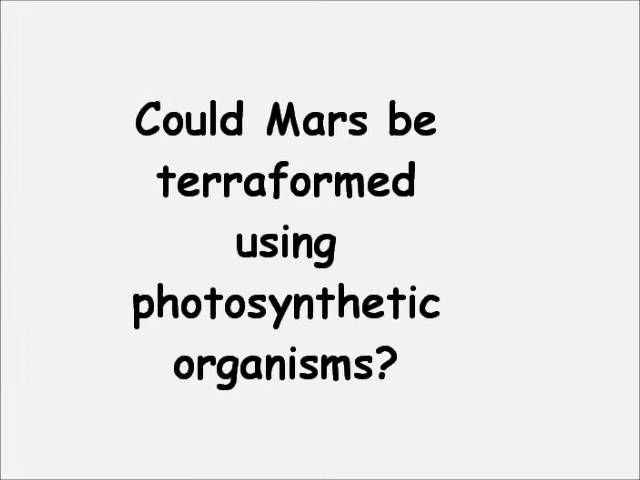 Could Mars be
terraformed
using
photosynthetic
organisms?